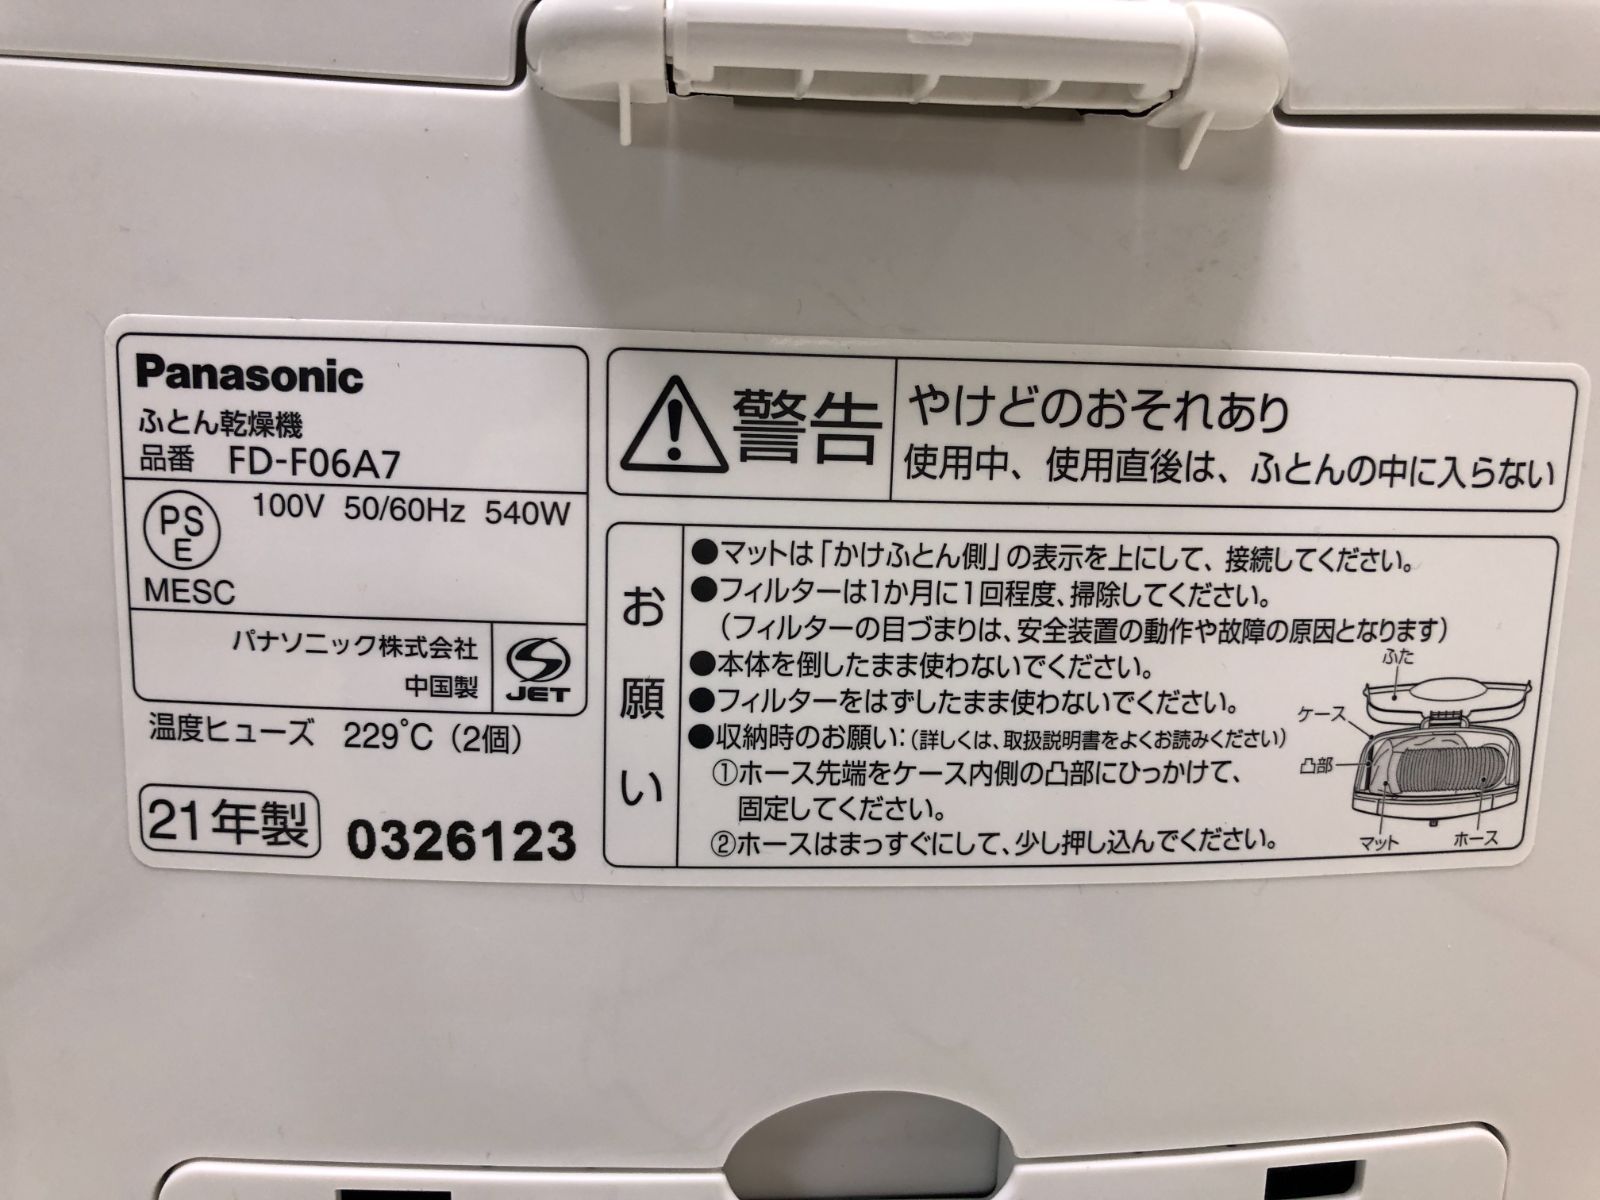 Panasonic
ふとん乾燥機
品番 FD-F06A7
PS
E
100V 50/60Hz 540W
MESC
パナソニック株式会社
中国製
S
JET
温度ヒューズ 229℃(2個)
21年製 0326123
警告
やけどのおそれあり
使用中、使用直後は、ふとんの中に入らない
お願い
●マットは「かけふとん側」の表示を上にして、接続してください。
●フィルターは1か月に1回程度、掃除してください。
(フィルターの目づまりは、安全装置の動作や故障の原因となります)
●本体を倒したまま使わないでください。
●フィルターをはずしたまま使わないでください。
●収納時のお願い:(詳しくは、取扱説明書をよくお読みください)
①ホース先端をケース内側の凸部にひっかけて、
固定してください。
②ホースはまっすぐにして、少し押し込んでください。
ふた
ケース
凸部
マット
ホース